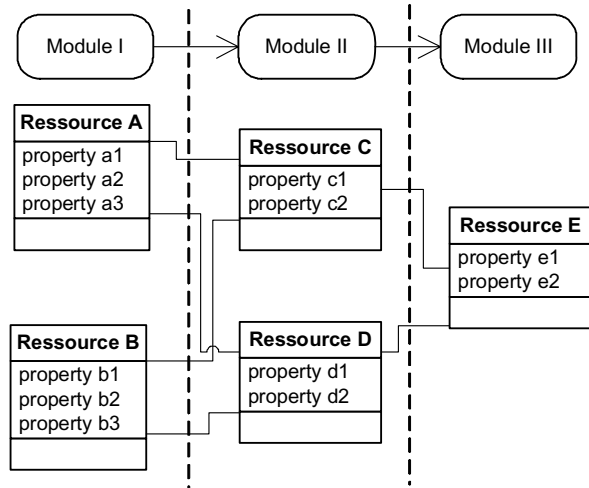 Module I
Module II
Module III
Ressource A
property a1
property a2
property a3
Ressource C
property c1
property c2
Ressource E
property e1
property e2
Ressource B
property b1
property b2
property b3
Ressource D
property d1
property d2